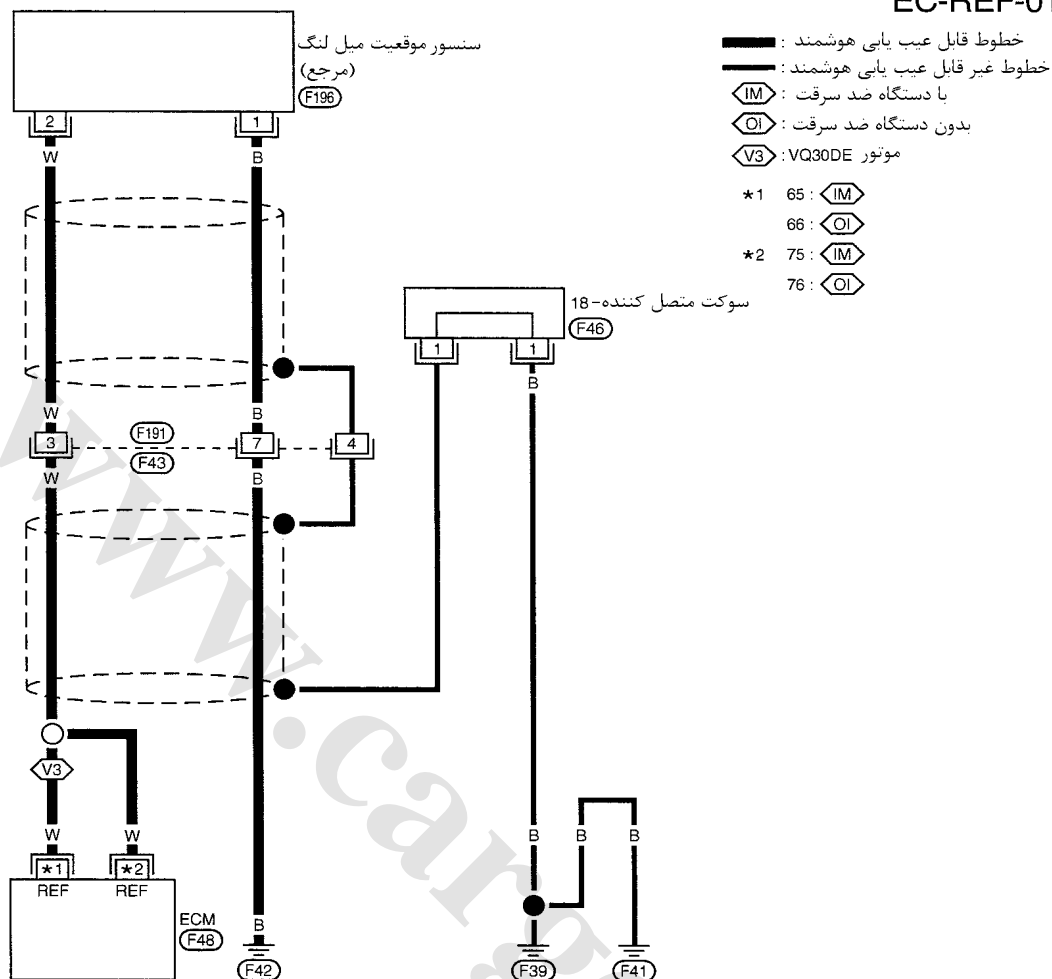 EC-REF-01
خطوط قابل عیب یابی هوشمند :
خطوط غیر قابل عیب یابی هوشمند :
با دستگاه ضد سرقت : IM
بدون دستگاه ضد سرقت : OI
موتور VQ30DE : V3
*1 65 : IM
66 : OI
*2 75 : IM
76 : OI
سنسور موقعیت میل لنگ
(مرجع)
F196
2 1
W B
سوکت متصل کننده-18
F46
1 1
B
W B
3 F191 7 4
F43
W B
V3
W W B B B
*1 *2
REF REF
ECM
F48
B
F42 F39 F41
www.carg